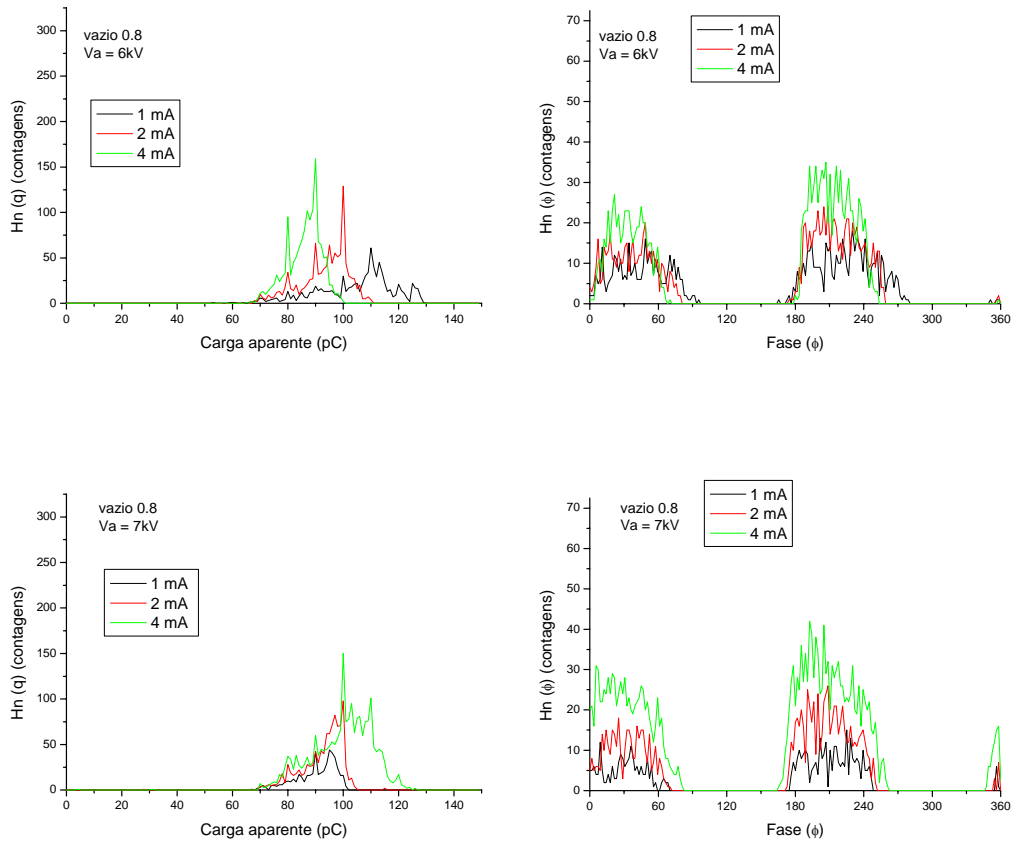 vazio 0.8
Va = 6kV
1 mA
2 mA
4 mA
Hn (q) (contagens)
0
50
100
150
200
250
300
0
20
40
60
80
100
120
140
Carga aparente (pC)
vazio 0.8
Va = 6kV
1 mA
2 mA
4 mA
Hn (ϕ) (contagens)
0
10
20
30
40
50
60
70
0
60
120
180
240
300
360
Fase (ϕ)
vazio 0.8
Va = 7kV
1 mA
2 mA
4 mA
Hn (q) (contagens)
0
50
100
150
200
250
300
0
20
40
60
80
100
120
140
Carga aparente (pC)
vazio 0.8
Va = 7kV
1 mA
2 mA
4 mA
Hn (ϕ) (contagens)
0
10
20
30
40
50
60
70
0
60
120
180
240
300
360
Fase (ϕ)